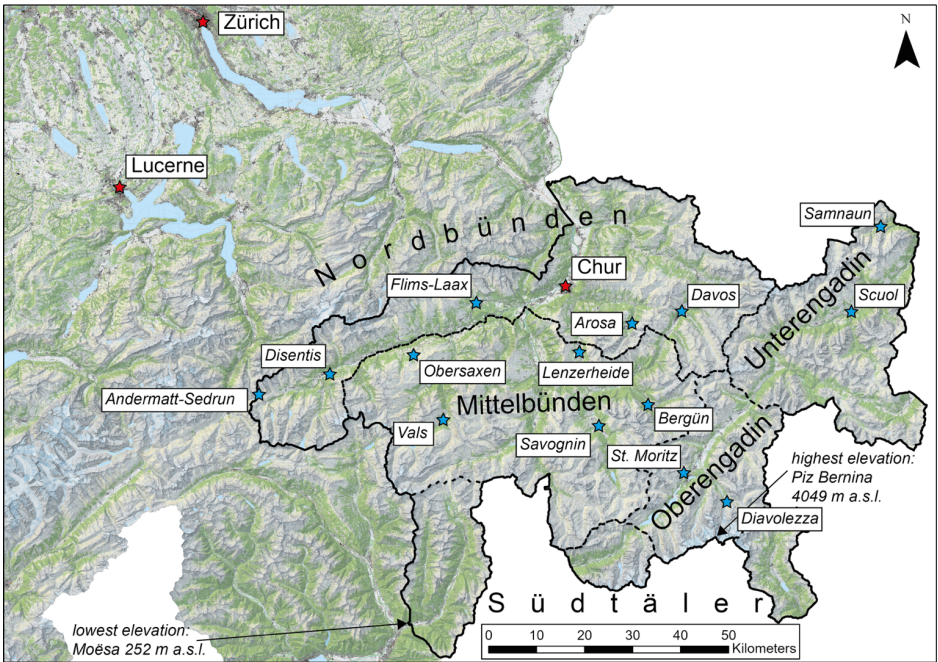 Zürich
N
Lucerne
Nordbünden
Samnaun
Chur
Flims-Laax
Davos
Scuol
Unterengadin
Arosa
Disentis
Obersaxen
Lenzerheide
Andermatt-Sedrun
Mittelbünden
Bergün
Vals
Savognin
St. Moritz
Oberengadin
highest elevation:
Piz Bernina
4049 m a.s.l.
Diavolezza
Südtäler
lowest elevation:
Moësa 252 m a.s.l.
0 10 20 30 40 50
Kilometers